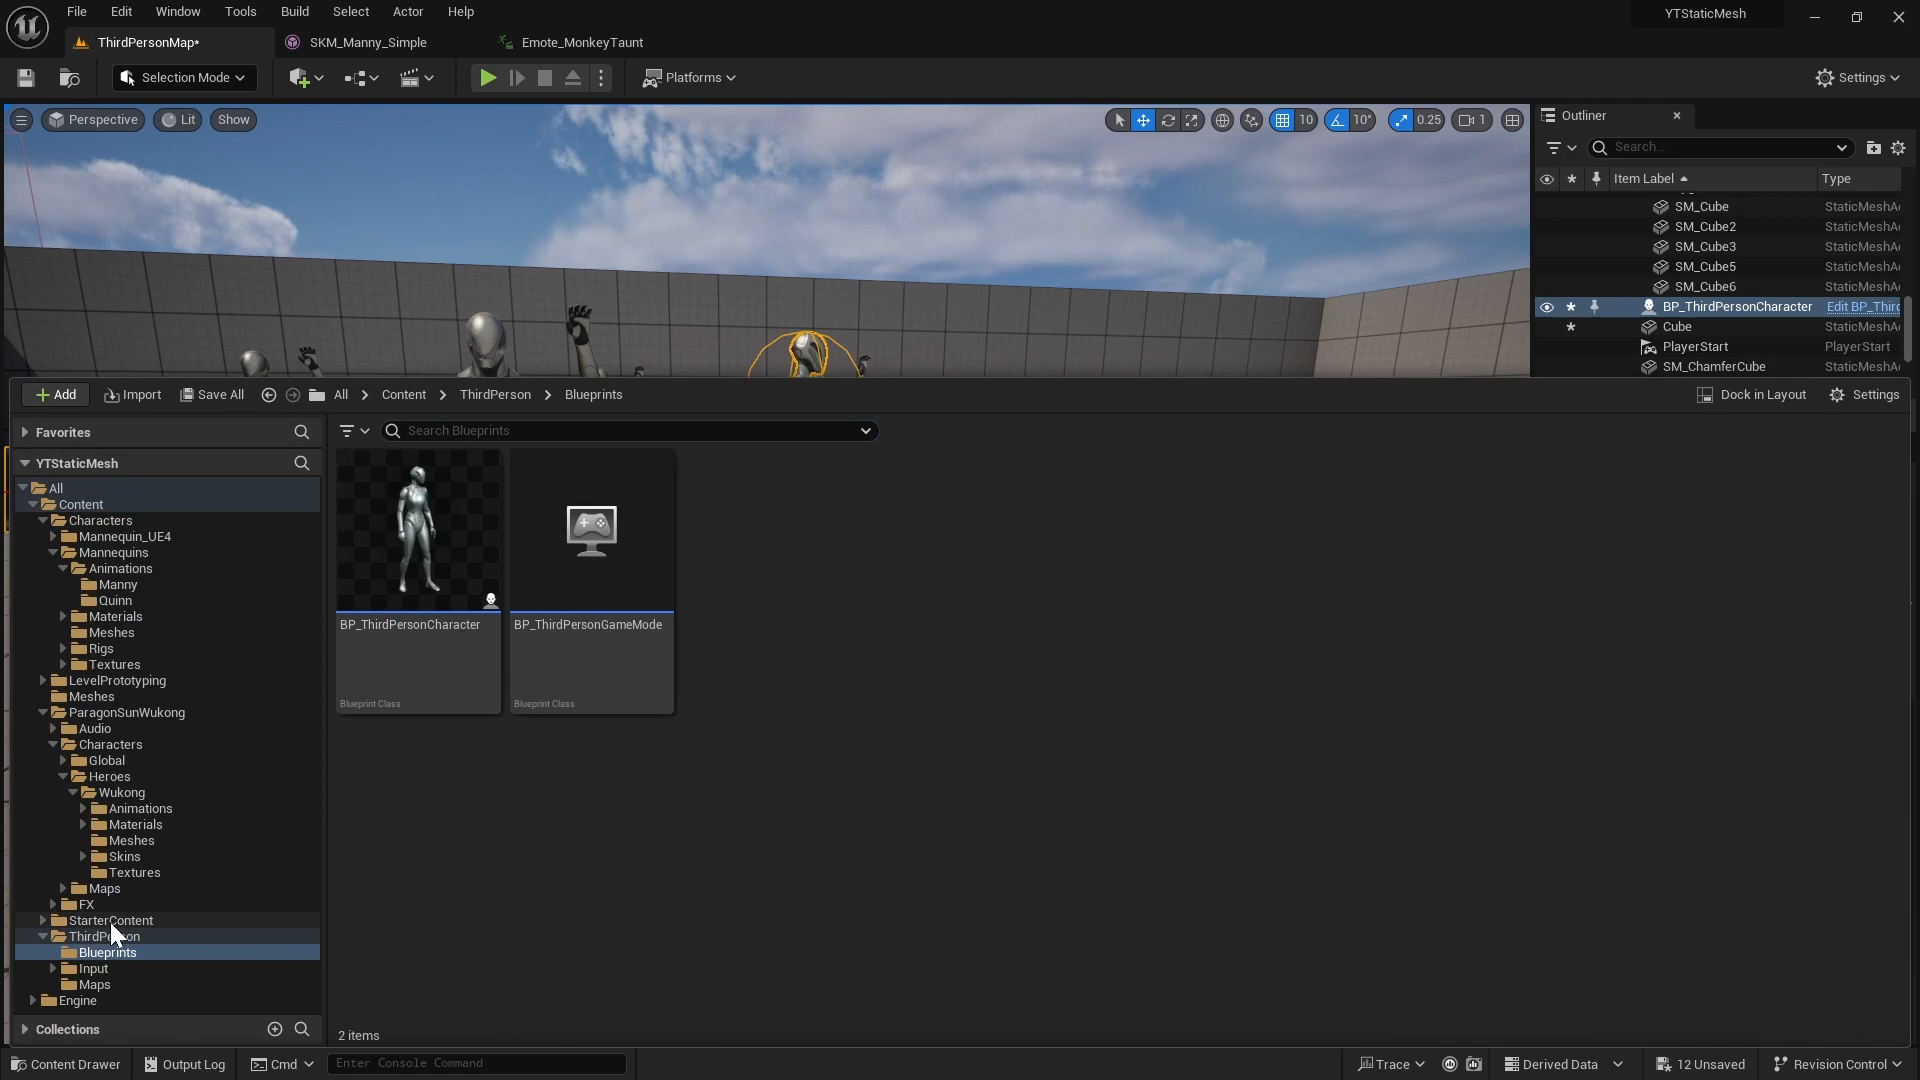 File Edit Window Tools Build Select Actor Help
YTStaticMesh
ThirdPersonMap* SKM_Manny_Simple Emote_MonkeyTaunt
Selection Mode Platforms Settings
Perspective Lit Show 10 10° 0.25 1
Outliner
Search...
Item Label Type
SM_Cube StaticMeshA
SM_Cube2 StaticMeshA
SM_Cube3 StaticMeshA
SM_Cube5 StaticMeshA
SM_Cube6 StaticMeshA
BP_ThirdPersonCharacter Edit BP_Thir
Cube StaticMeshA
PlayerStart PlayerStart
SM_ChamferCube StaticMeshA
Add Import Save All All Content ThirdPerson Blueprints Dock in Layout Settings
Favorites
Search Blueprints
YTStaticMesh
All
Content
Characters
Mannequin_UE4
Mannequins
Animations
Manny
Quinn
Materials
Meshes
Rigs
Textures
LevelPrototyping
Meshes
ParagonSunWukong
Audio
Characters
Global
Heroes
Wukong
Animations
Materials
Meshes
Skins
Textures
Maps
FX
StarterContent
ThirdPerson
Blueprints
Input
Maps
Engine
Collections
BP_ThirdPersonCharacter
Blueprint Class
BP_ThirdPersonGameMode
Blueprint Class
2 items
Content Drawer Output Log Cmd Enter Console Command Trace Derived Data 12 Unsaved Revision Control